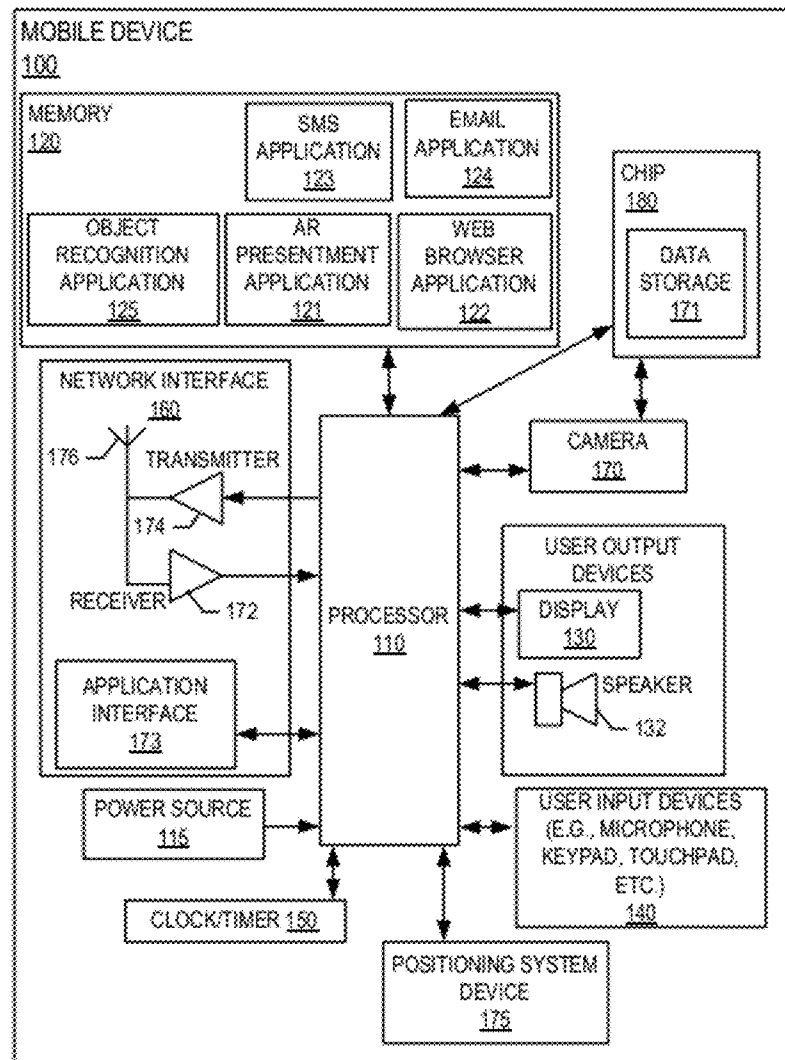 MOBILE DEVICE
100
MEMORY
120
SMS
APPLICATION
123
EMAIL
APPLICATION
124
OBJECT
RECOGNITION
APPLICATION
125
AR
PRESENTMENT
APPLICATION
121
WEB
BROWSER
APPLICATION
122
CHIP
180
DATA
STORAGE
171
NETWORK INTERFACE
160
176
TRANSMITTER
174
RECEIVER
172
APPLICATION
INTERFACE
173
PROCESSOR
110
CAMERA
170
USER OUTPUT
DEVICES
DISPLAY
130
SPEAKER
132
POWER SOURCE
115
USER INPUT DEVICES
(E.G., MICROPHONE,
KEYPAD, TOUCHPAD,
ETC.)
140
CLOCK/TIMER 150
POSITIONING SYSTEM
DEVICE
175